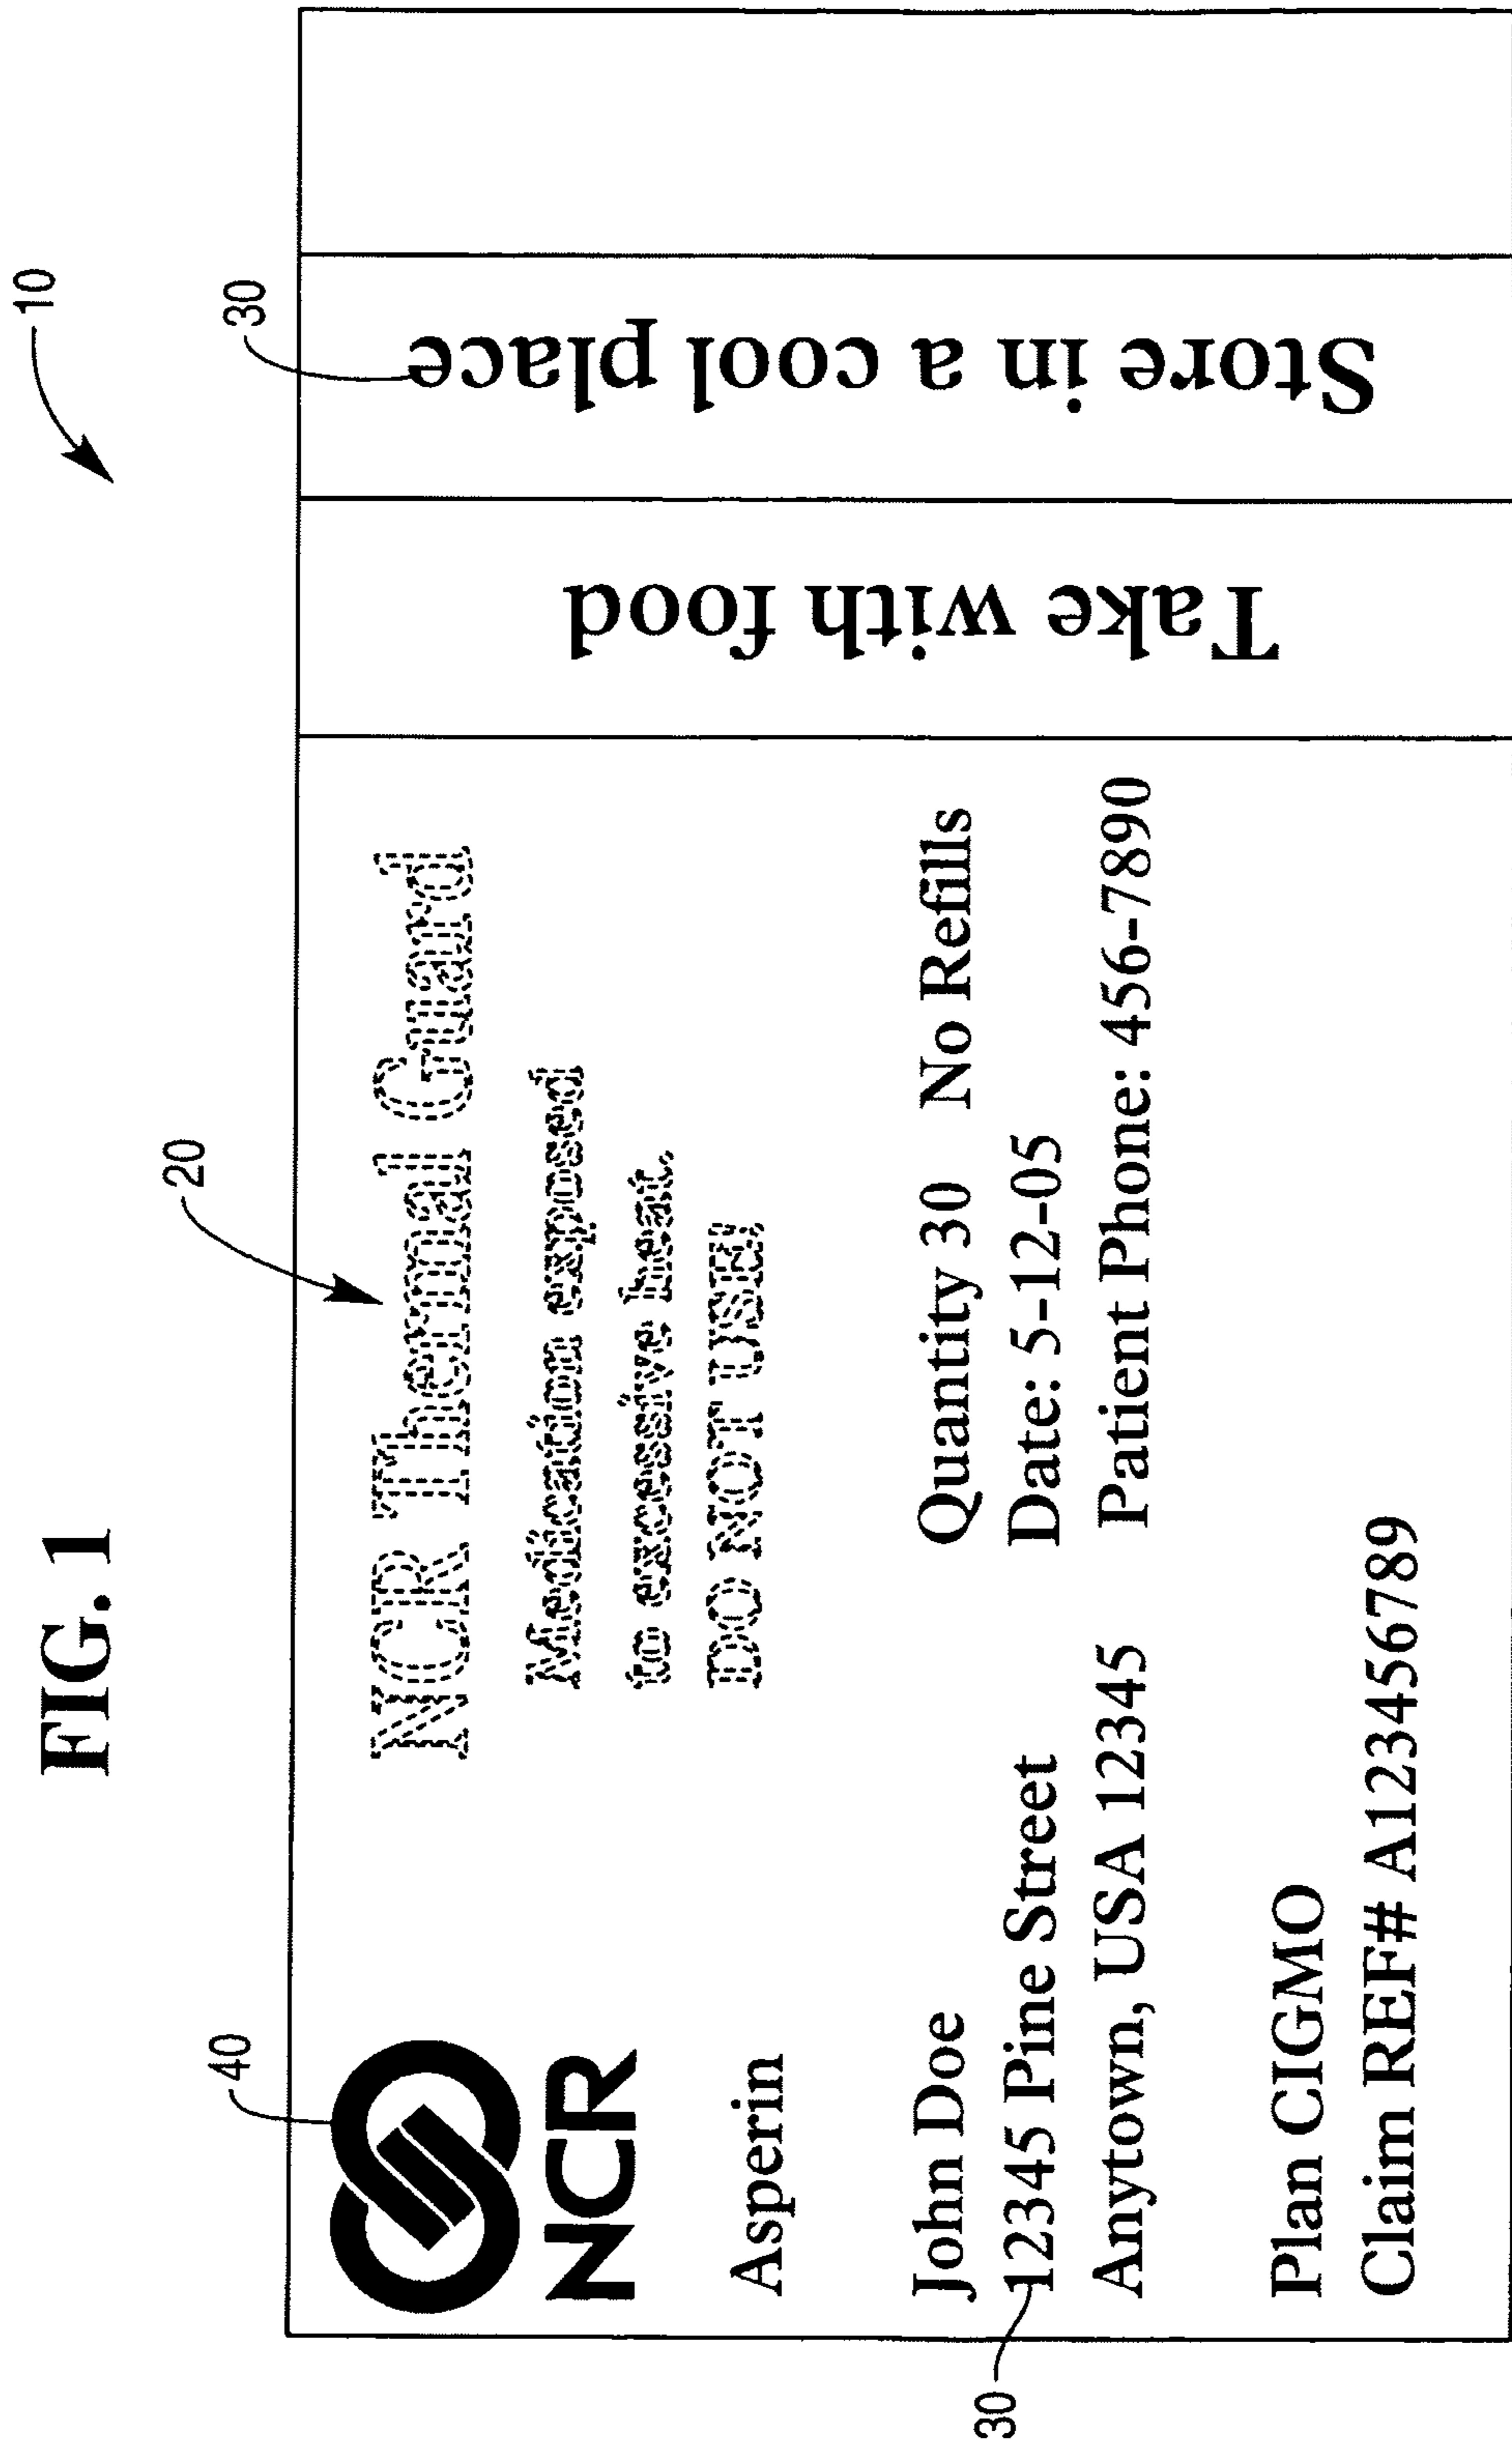 FIG. 1
10
20
30
40
NCR
NCR Thermal Guard
Medication exposed
to excessive heat.
DO NOT USE!
Asperin
John Doe
12345 Pine Street
Anytown, USA 12345
Quantity 30 No Refills
Date: 5-12-05
Patient Phone: 456-7890
Plan CIGMO
Claim REF# A123456789
30
Take with food
Store in a cool place